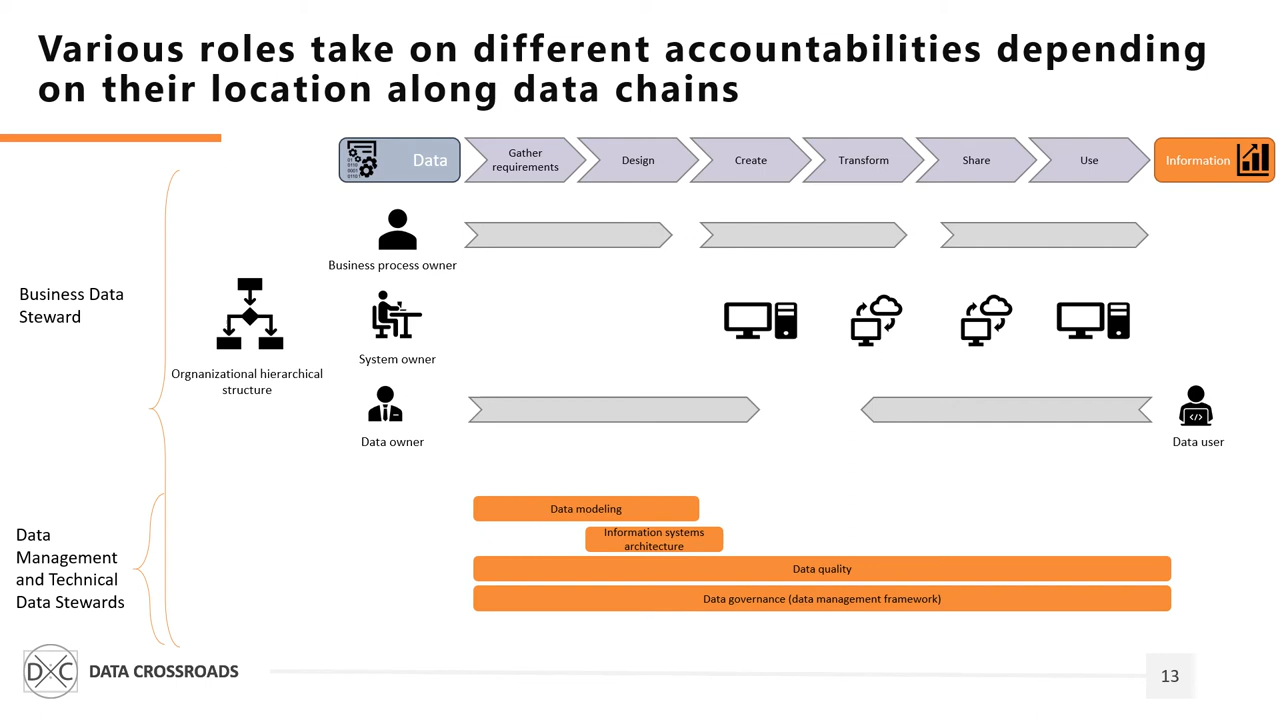 Various roles take on different accountabilities depending
on their location along data chains
Data
Gather
requirements
Design
Create
Transform
Share
Use
Information
Business process owner
Business Data
Steward
System owner
Orgnanizational hierarchical
structure
Data owner
Data user
Data modeling
Information systems
architecture
Data
Management
and Technical
Data Stewards
Data quality
Data governance (data management framework)
DXC
DATA CROSSROADS
13